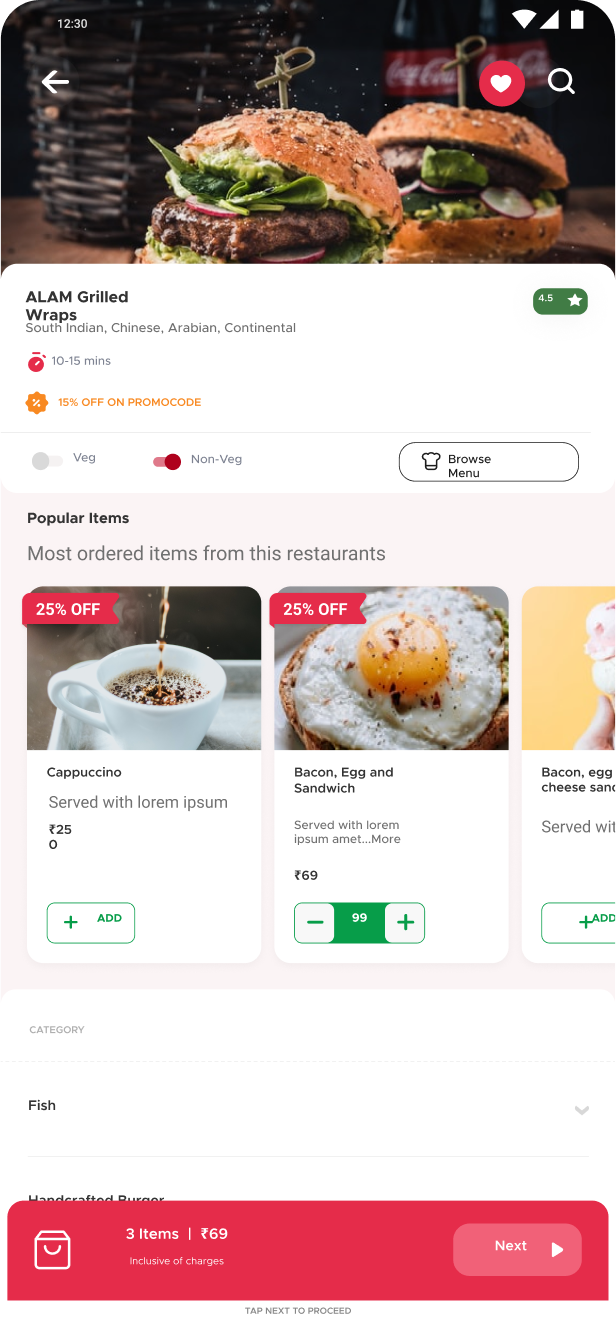 12:30
Coca-Cola
ALAM Grilled
Wraps
4.5
South Indian, Chinese, Arabian, Continental
10-15 mins
15% OFF ON PROMOCODE
Veg
Non-Veg
Browse
Menu
Popular Items
Most ordered items from this restaurants
25% OFF
25% OFF
Cappuccino
Served with lorem ipsum
₹25
0
ADD
Bacon, Egg and
Sandwich
Served with lorem
ipsum amet...More
₹69
99
Bacon, egg
cheese sand
Served wit
ADD
CATEGORY
Fish
Handcrafted Burger
3 Items | ₹69
Inclusive of charges
Next
TAP NEXT TO PROCEED